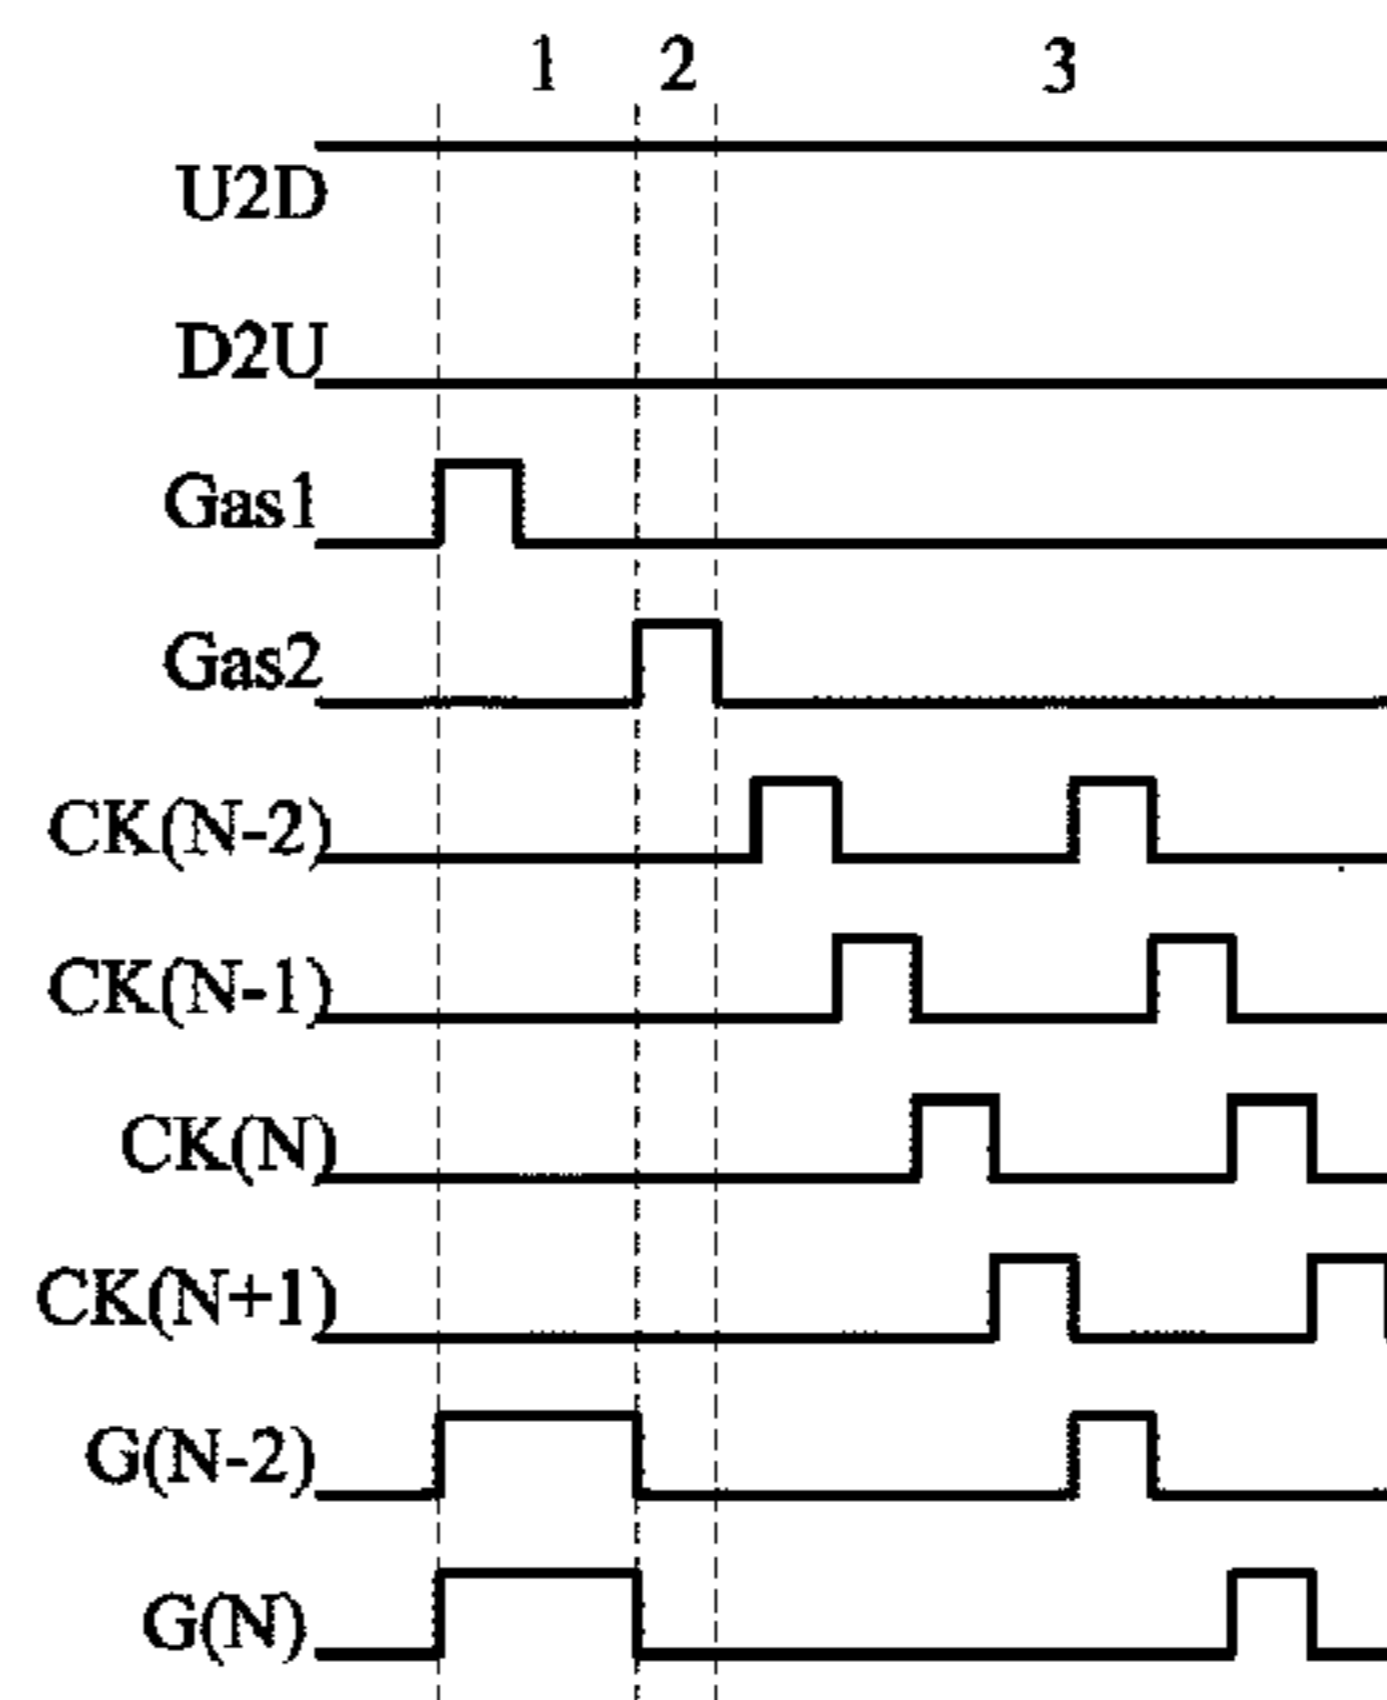 1 2 3
U2D
D2U
Gas1
Gas2
CK(N-2)
CK(N-1)
CK(N)
CK(N+1)
G(N-2)
G(N)